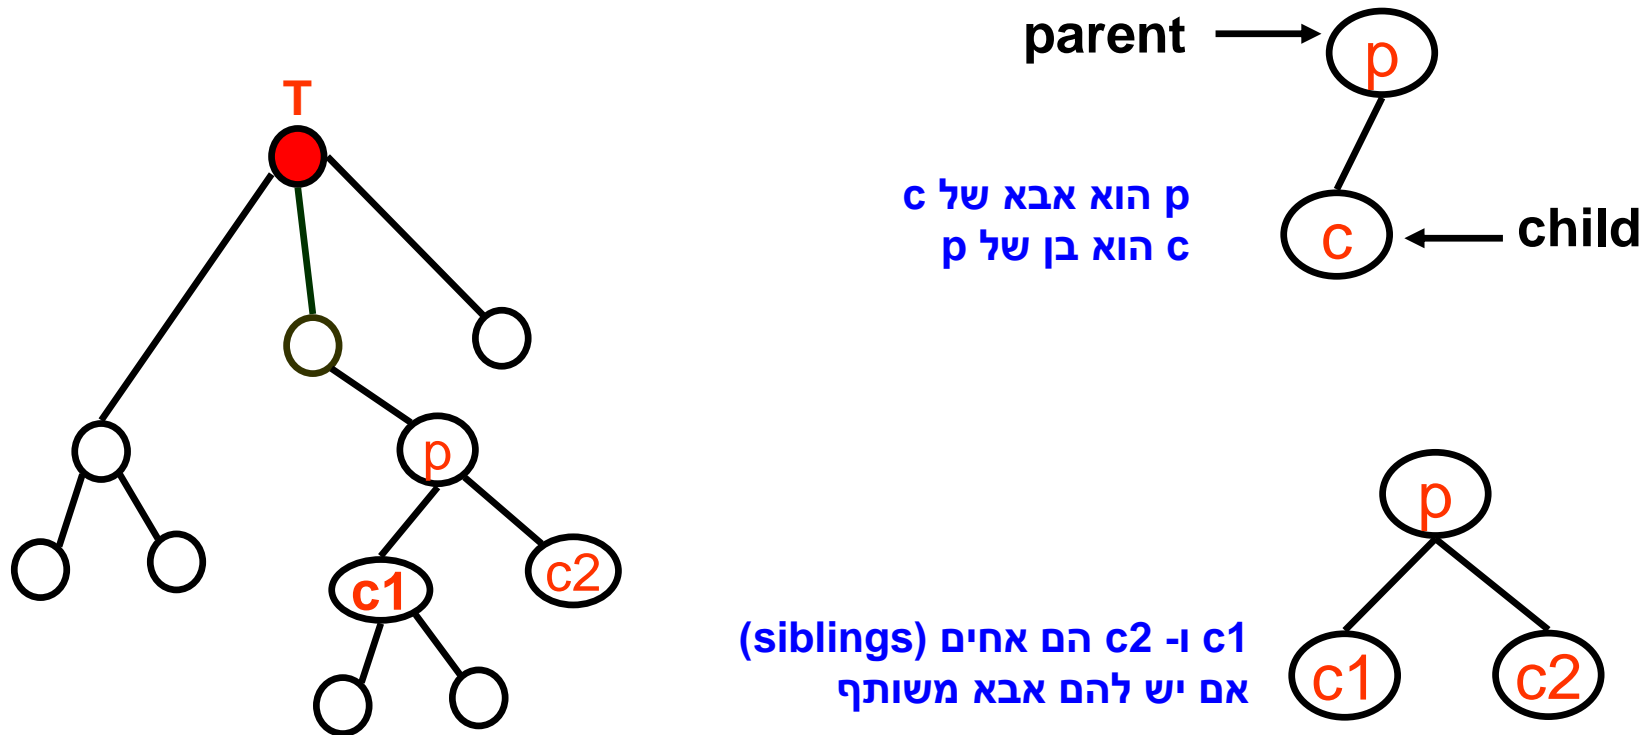 T
p
c1
c2
parent
p
c
child
p הוא אבא של c
c הוא בן של p
p
c1
c2
c1 ו- c2 הם אחים (siblings)
אם יש להם אבא משותף